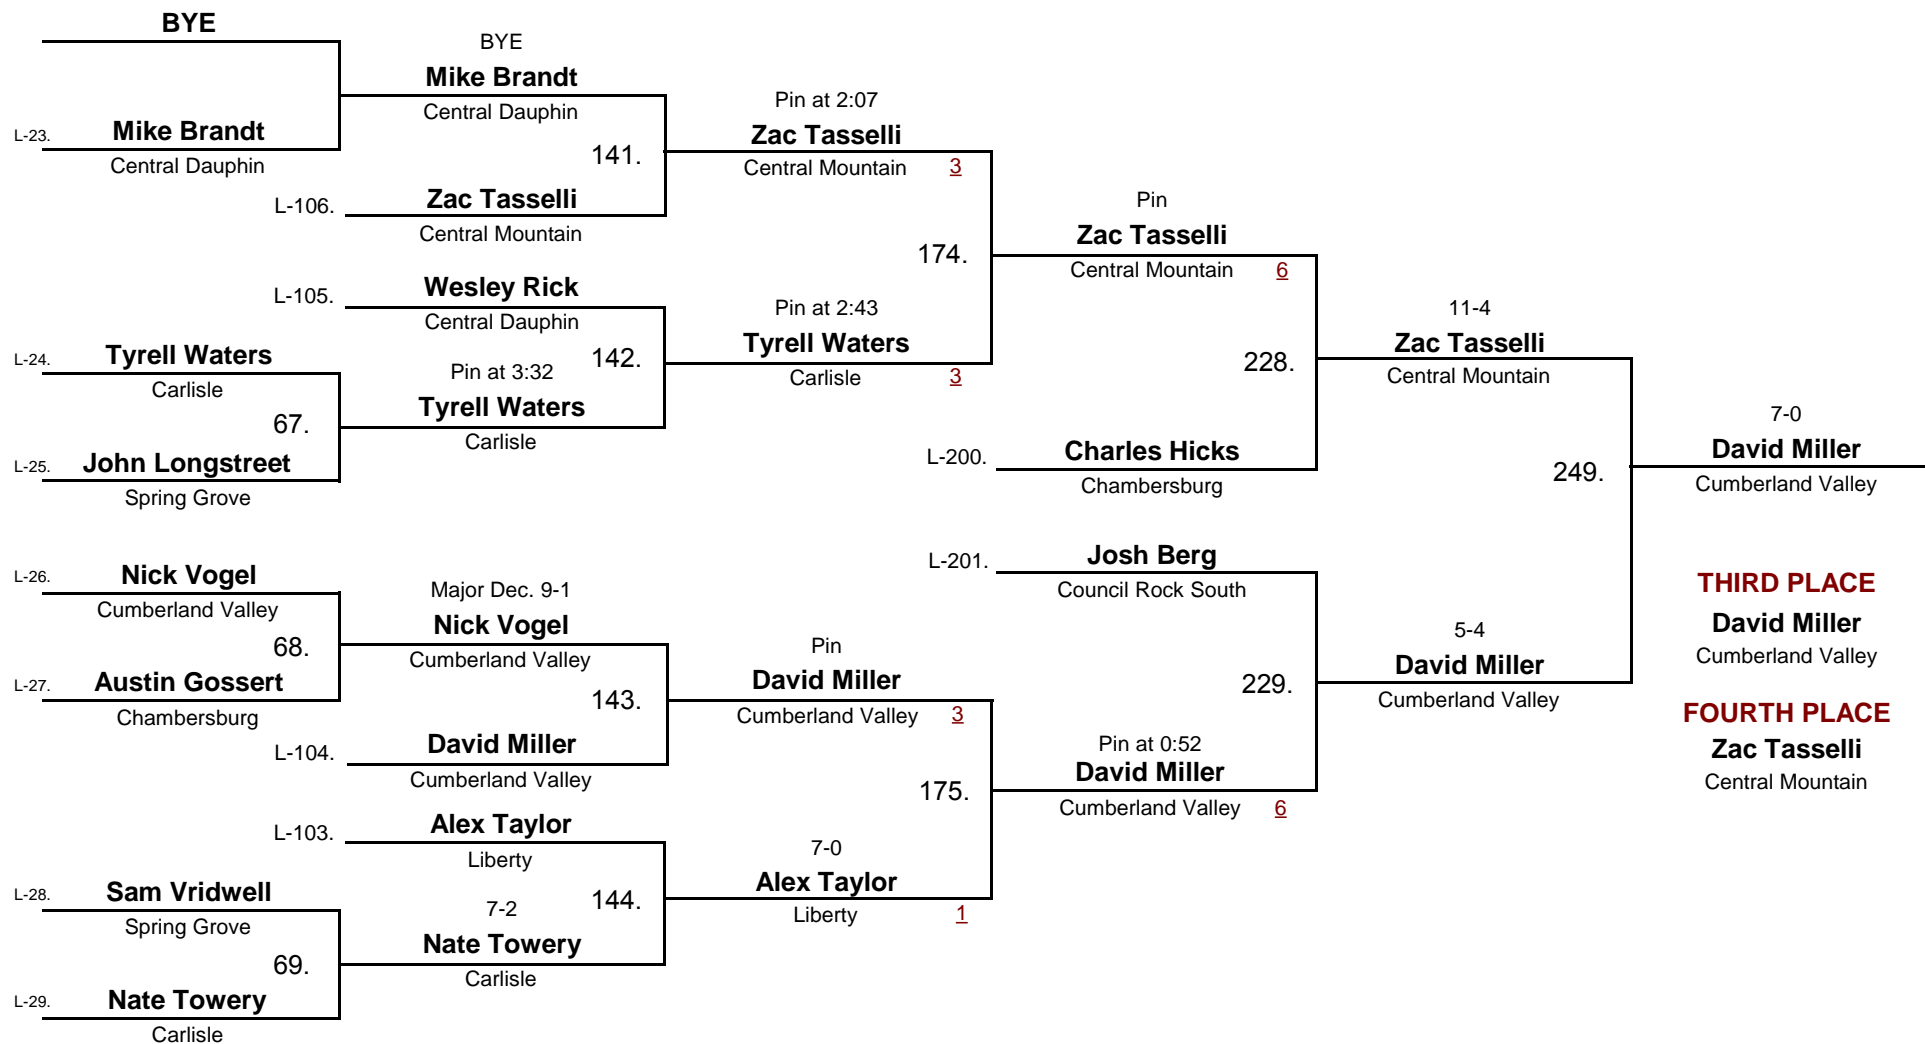 BYE
L-23. Mike Brandt
Central Dauphin
BYE
Mike Brandt
Central Dauphin
141.
L-106. Zac Tasselli
Central Mountain
Pin at 2:07
Zac Tasselli
Central Mountain 3
L-105. Wesley Rick
Central Dauphin
L-24. Tyrell Waters
Carlisle
67.
L-25. John Longstreet
Spring Grove
Pin at 3:32
Tyrell Waters
Carlisle
142.
Pin at 2:43
Tyrell Waters
Carlisle 3
174.
Pin
Zac Tasselli
Central Mountain 6
228.
L-200. Charles Hicks
Chambersburg
11-4
Zac Tasselli
Central Mountain
L-26. Nick Vogel
Cumberland Valley
68.
L-27. Austin Gossert
Chambersburg
Major Dec. 9-1
Nick Vogel
Cumberland Valley
143.
L-104. David Miller
Cumberland Valley
Pin
David Miller
Cumberland Valley 3
L-103. Alex Taylor
Liberty
L-28. Sam Vridwell
Spring Grove
69.
L-29. Nate Towery
Carlisle
7-2
Nate Towery
Carlisle
144.
7-0
Alex Taylor
Liberty 1
175.
L-201. Josh Berg
Council Rock South
229.
Pin at 0:52
David Miller
Cumberland Valley 6
5-4
David Miller
Cumberland Valley
249.
7-0
David Miller
Cumberland Valley
THIRD PLACE
David Miller
Cumberland Valley
FOURTH PLACE
Zac Tasselli
Central Mountain